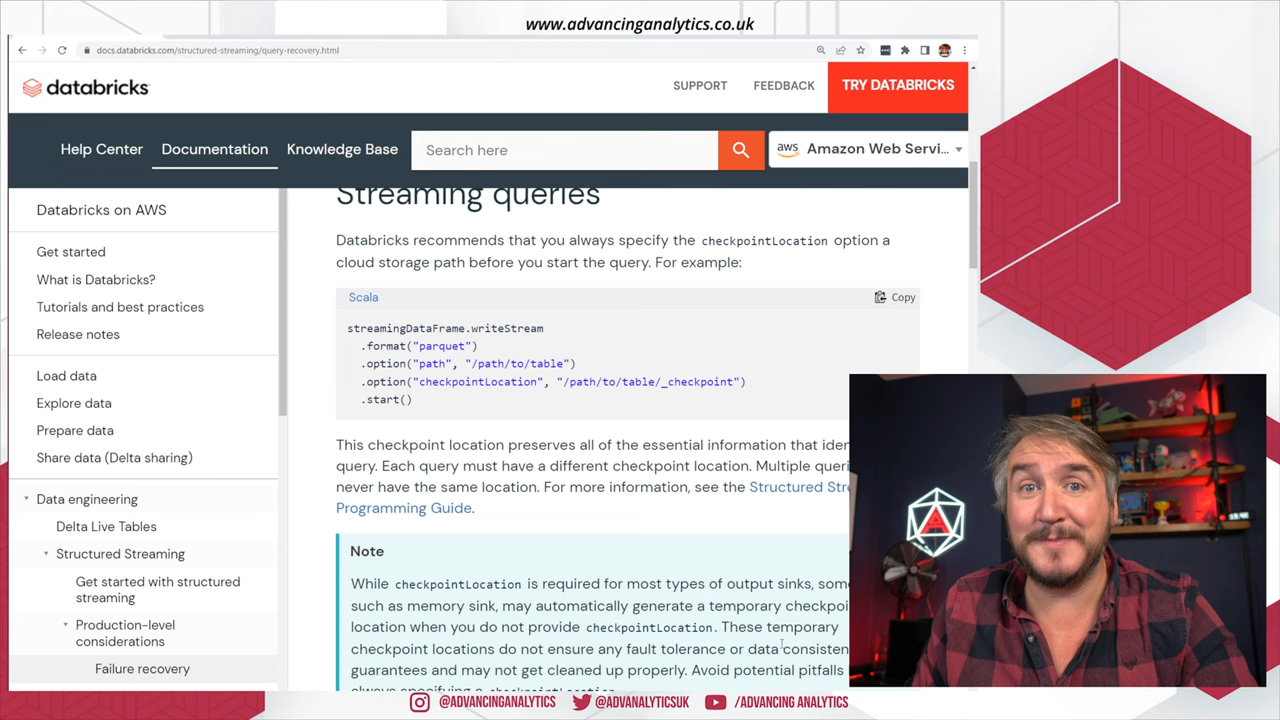 www.advancinganalytics.co.uk
docs.databricks.com/structured-streaming/query-recovery.html
databricks
SUPPORT
FEEDBACK
TRY DATABRICKS
Help Center
Documentation
Knowledge Base
Search here
aws
Amazon Web Servi...
Databricks on AWS
Get started
What is Databricks?
Tutorials and best practices
Release notes
Load data
Explore data
Prepare data
Share data (Delta sharing)
Data engineering
Delta Live Tables
Structured Streaming
Get started with structured
streaming
Production-level
considerations
Failure recovery
Streaming queries
Databricks recommends that you always specify the checkpointLocation option a
cloud storage path before you start the query. For example:
Scala
Copy
streamingDataFrame.writeStream
.format("parquet")
.option("path", "/path/to/table")
.option("checkpointLocation", "/path/to/table/_checkpoint")
.start()
This checkpoint location preserves all of the essential information that iden
query. Each query must have a different checkpoint location. Multiple queri
never have the same location. For more information, see the Structured Stre
Programming Guide.
Note
While checkpointLocation is required for most types of output sinks, som
such as memory sink, may automatically generate a temporary checkpoi
location when you do not provide checkpointLocation. These temporary
checkpoint locations do not ensure any fault tolerance or data consisten
guarantees and may not get cleaned up properly. Avoid potential pitfalls
always specifying a checkpointLocation
A
@ADVANCINGANALYTICS
@ADVANALYTICSUK
/ADVANCING ANALYTICS